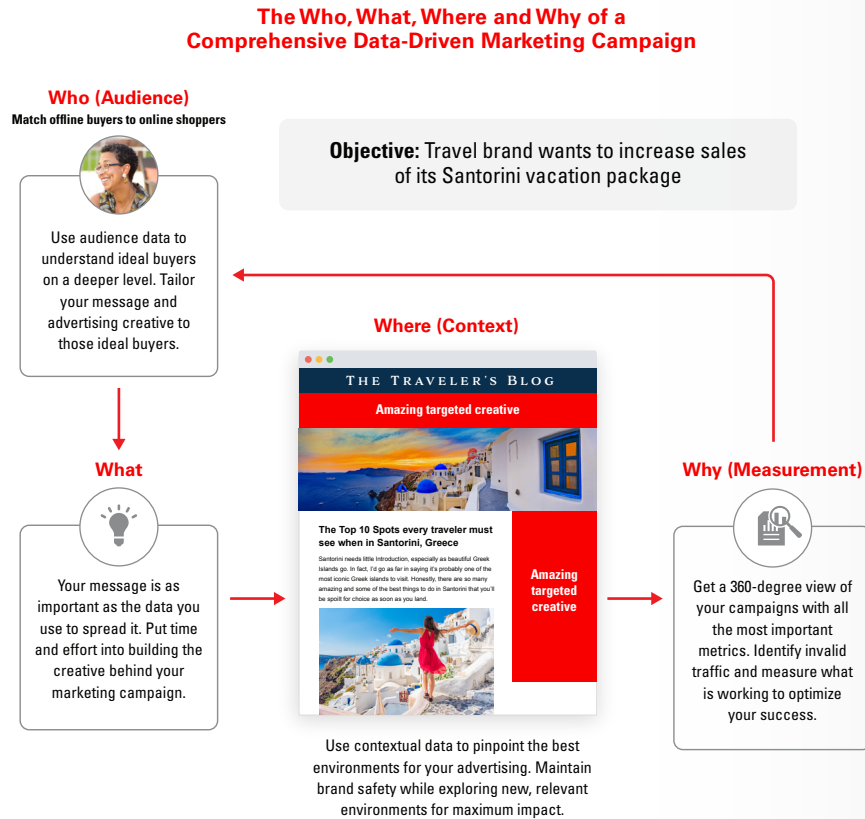 The Who, What, Where and Why of a
Comprehensive Data-Driven Marketing Campaign
Who (Audience)
Match offline buyers to online shoppers
Objective: Travel brand wants to increase sales
of its Santorini vacation package
Use audience data to
understand ideal buyers
on a deeper level. Tailor
your message and
advertising creative to
those ideal buyers.
What
Your message is as
important as the data you
use to spread it. Put time
and effort into building the
creative behind your
marketing campaign.
Where (Context)
THE TRAVELER'S BLOG
Amazing targeted creative
The Top 10 Spots every traveler must
see when in Santorini, Greece
Santorini needs little Introduction, especially as beautiful Greek
Islands go. In fact, I'd go as far in saying it's probably one of the
most iconic Greek islands to visit. Honestly, there are so many
amazing and some of the best things to do in Santorini that you'll
be spoilt for choice as soon as you land.
Amazing
targeted
creative
Use contextual data to pinpoint the best
environments for your advertising. Maintain
brand safety while exploring new, relevant
environments for maximum impact.
Why (Measurement)
Get a 360-degree view of
your campaigns with all
the most important
metrics. Identify invalid
traffic and measure what
is working to optimize
your success.